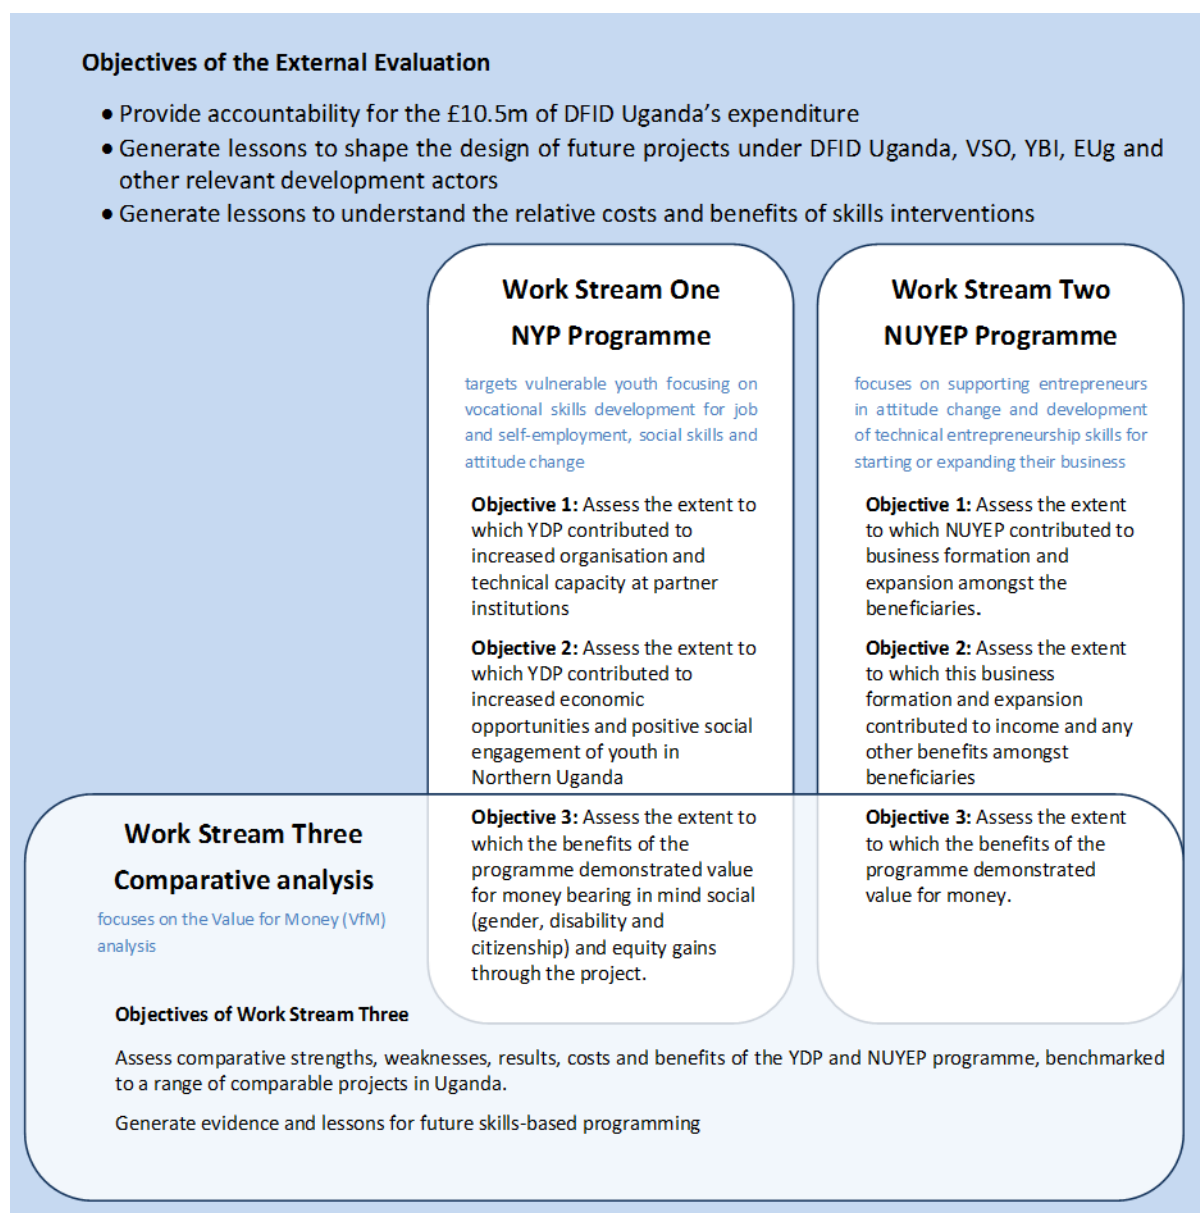 Objectives of the External Evaluation
• Provide accountability for the £10.5m of DFID Uganda's expenditure
• Generate lessons to shape the design of future projects under DFID Uganda, VSO, YBI, EUg and
other relevant development actors
• Generate lessons to understand the relative costs and benefits of skills interventions
Work Stream One
NYP Programme
targets vulnerable youth focusing on
vocational skills development for job
and self-employment, social skills and
attitude change
Objective 1: Assess the extent to
which YDP contributed to
increased organisation and
technical capacity at partner
institutions
Objective 2: Assess the extent to
which YDP contributed to
increased economic
opportunities and positive social
engagement of youth in
Northern Uganda
Objective 3: Assess the extent to
which the benefits of the
programme demonstrated value
for money bearing in mind social
(gender, disability and
citizenship) and equity gains
through the project.
Work Stream Two
NUYEP Programme
focuses on supporting entrepreneurs
in attitude change and development
of technical entrepreneurship skills for
starting or expanding their business
Objective 1: Assess the extent
to which NUYEP contributed to
business formation and
expansion amongst the
beneficiaries.
Objective 2: Assess the extent
to which this business
formation and expansion
contributed to income and any
other benefits amongst
beneficiaries
Objective 3: Assess the extent
to which the benefits of the
programme demonstrated
value for money.
Work Stream Three
Comparative analysis
focuses on the Value for Money (VfM)
analysis
Objectives of Work Stream Three
Assess comparative strengths, weaknesses, results, costs and benefits of the YDP and NUYEP programme, benchmarked
to a range of comparable projects in Uganda.
Generate evidence and lessons for future skills-based programming